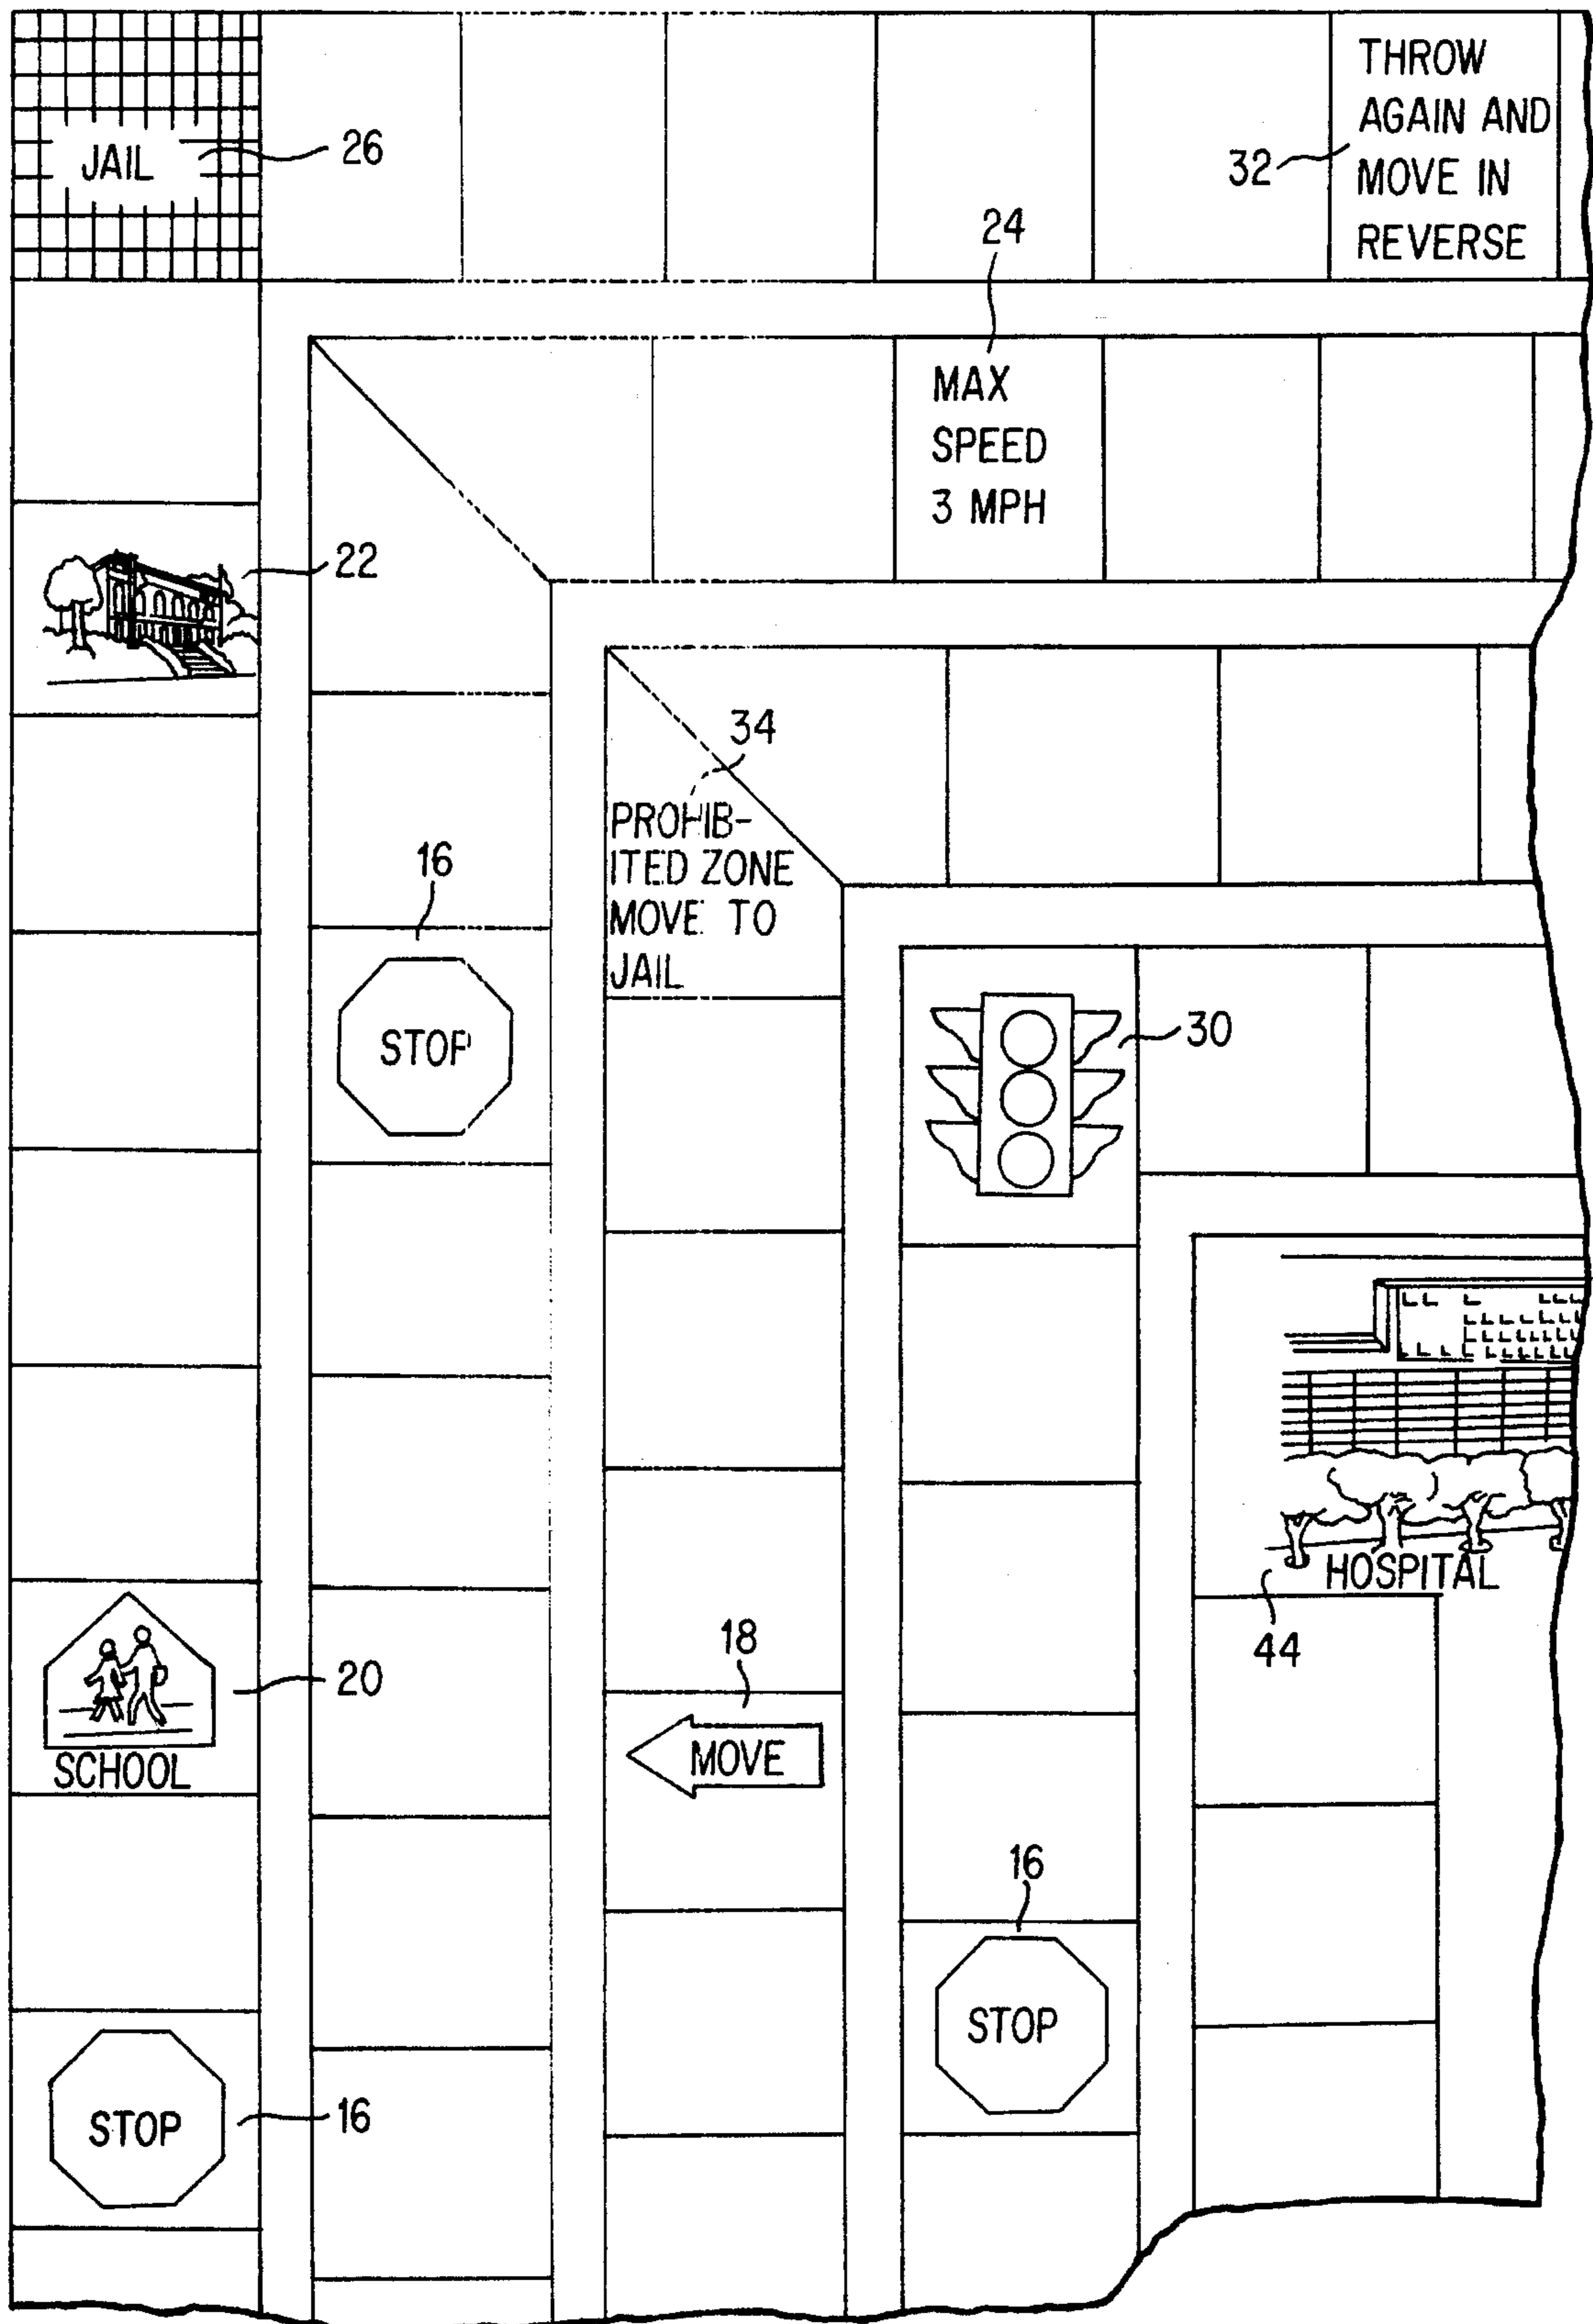 THROW
AGAIN AND
MOVE IN
REVERSE
32
JAIL
26
24
MAX
SPEED
3 MPH
22
34
PROHIB-
ITED ZONE
MOVE TO
JAIL
16
STOP
30
HOSPITAL
44
18
MOVE
20
SCHOOL
16
STOP
STOP
16